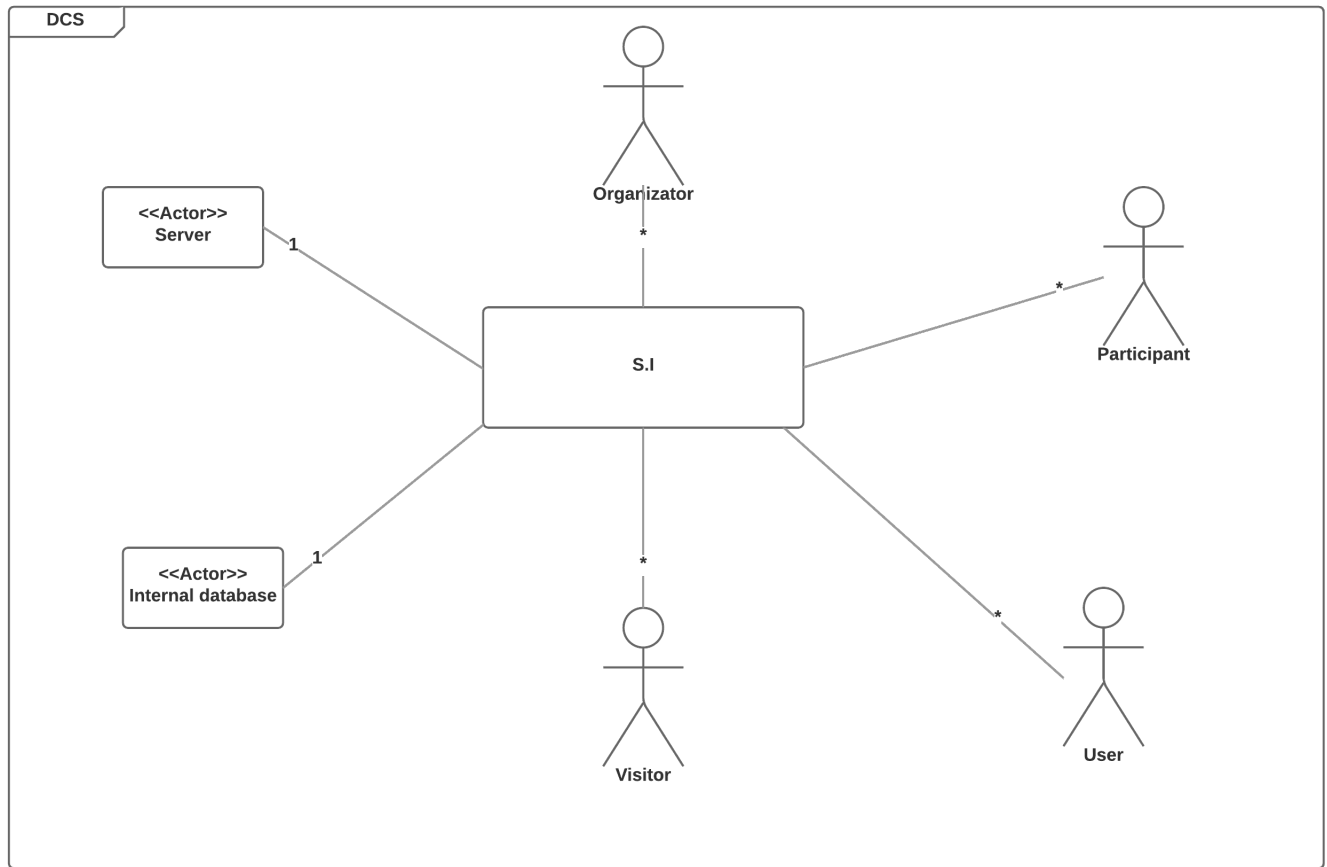 DCS
Organizator
*
<<Actor>>
Server
1
*
Participant
S.I
<<Actor>>
Internal database
1
*
Visitor
*
User